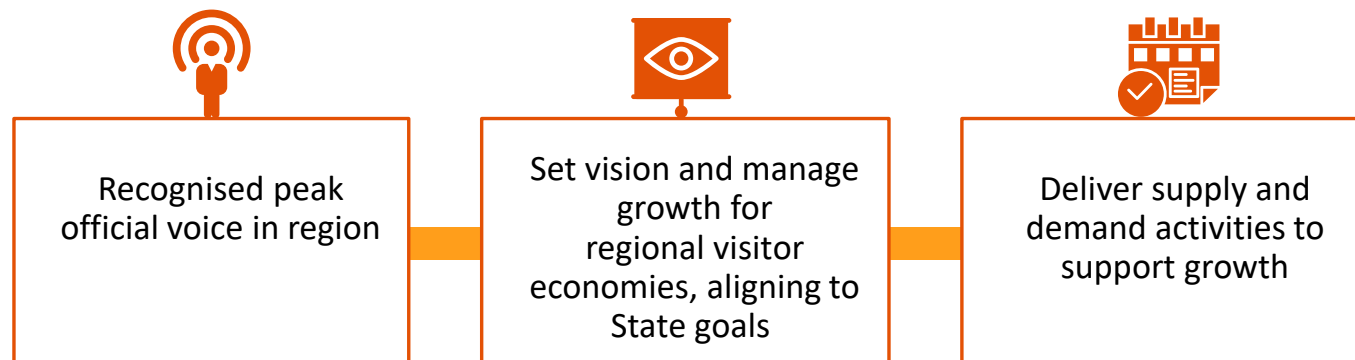 Recognised peak
official voice in region
Set vision and manage
growth for
regional visitor
economies, aligning to
State goals
Deliver supply and
demand activities to
support growth